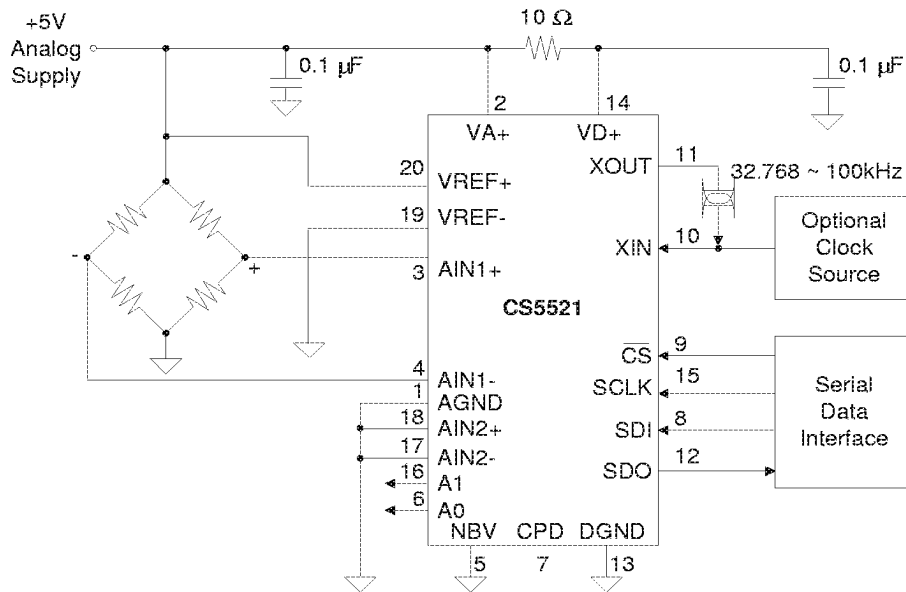 +5V
Analog
Supply
10 Ω
0.1 µF
0.1 µF
2
14
VA+
VD+
20
VREF+
XOUT
11
32.768 ~ 100kHz
19
VREF-
Optional
Clock
Source
XIN
10
-
+
3
AIN1+
CS5521
CS
9
4
AIN1-
SCLK
15
Serial
Data
Interface
1
AGND
18
AIN2+
SDI
8
17
AIN2-
SDO
12
16
A1
6
A0
NBV
CPD
DGND
5
7
13